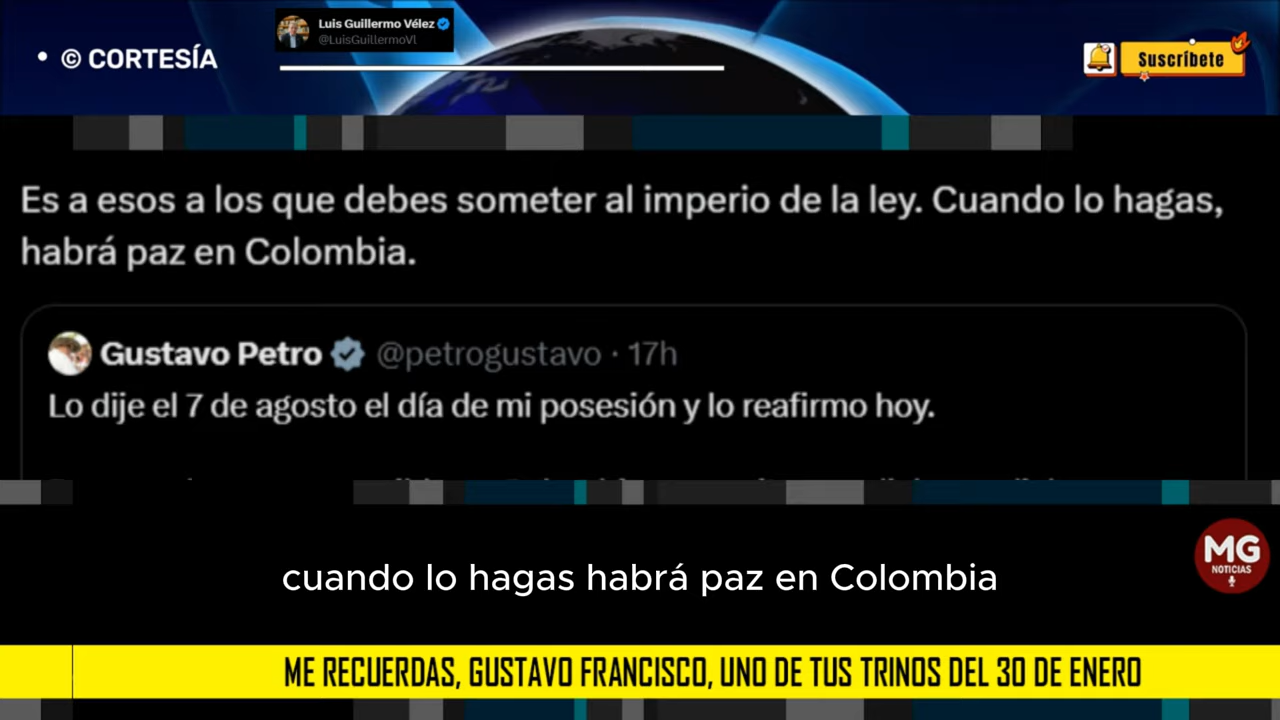 • © CORTESÍA
Luis Guillermo Vélez
@LuisGuillermoVl
Suscríbete
Es a esos a los que debes someter al imperio de la ley. Cuando lo hagas,
habrá paz en Colombia.
Gustavo Petro @petrogustavo · 17h
Lo dije el 7 de agosto el día de mi posesión y lo reafirmo hoy.
cuando lo hagas habrá paz en Colombia
MG
NOTICIAS
ME RECUERDAS, GUSTAVO FRANCISCO, UNO DE TUS TRINOS DEL 30 DE ENERO